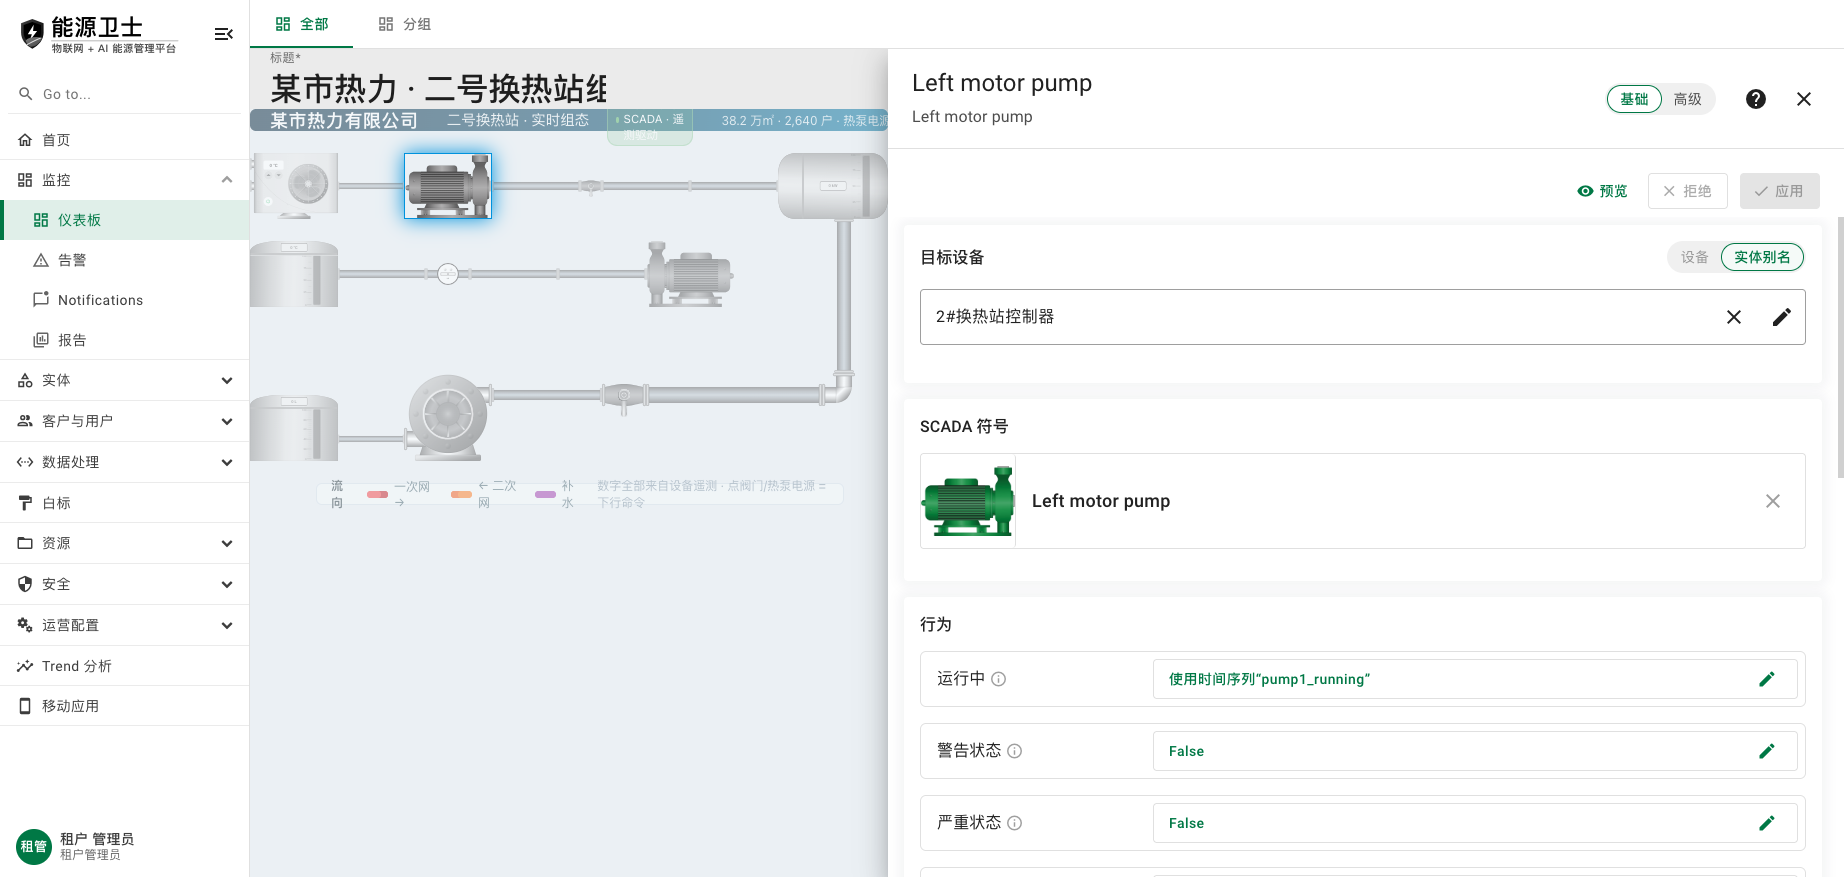 能源卫士
物联网 + AI 能源管理平台
Go to...
首页
监控
仪表板
告警
Notifications
报告
实体
客户与用户
数据处理
白标
资源
安全
运营配置
Trend 分析
移动应用
租管
租户 管理员
租户管理员
全部
分组
标题*
某市热力 · 二号换热站组
某市热力有限公司
二号换热站 · 实时组态
SCADA · 遥
测驱动
38.2 万㎡ · 2,640 户 · 热泵电源
流
向
一次网
→
← 二次
网
补
水
数字全部来自设备遥测 · 点阀门/热泵电源 =
下行命令
Left motor pump
Left motor pump
基础
高级
预览
拒绝
应用
目标设备
设备
实体别名
2#换热站控制器
SCADA 符号
Left motor pump
行为
运行中
使用时间序列“pump1_running”
警告状态
False
严重状态
False